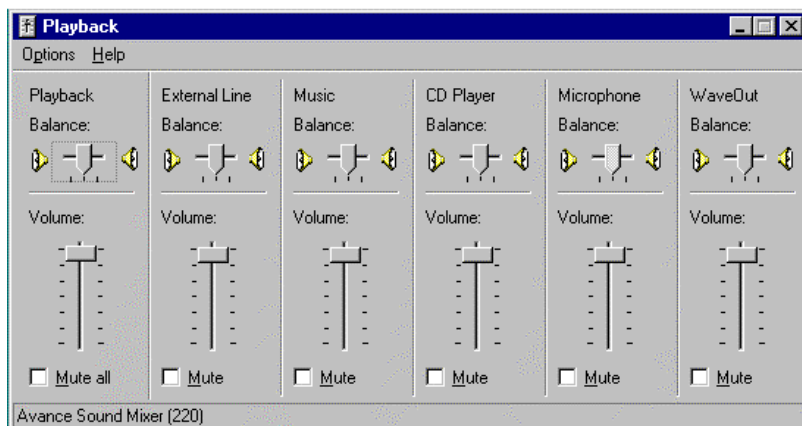 Playback
Options Help
Playback
Balance:
Volume:
Mute all
External Line
Balance:
Volume:
Mute
Music
Balance:
Volume:
Mute
CD Player
Balance:
Volume:
Mute
Microphone
Balance:
Volume:
Mute
WaveOut
Balance:
Volume:
Mute
Avance Sound Mixer (220)